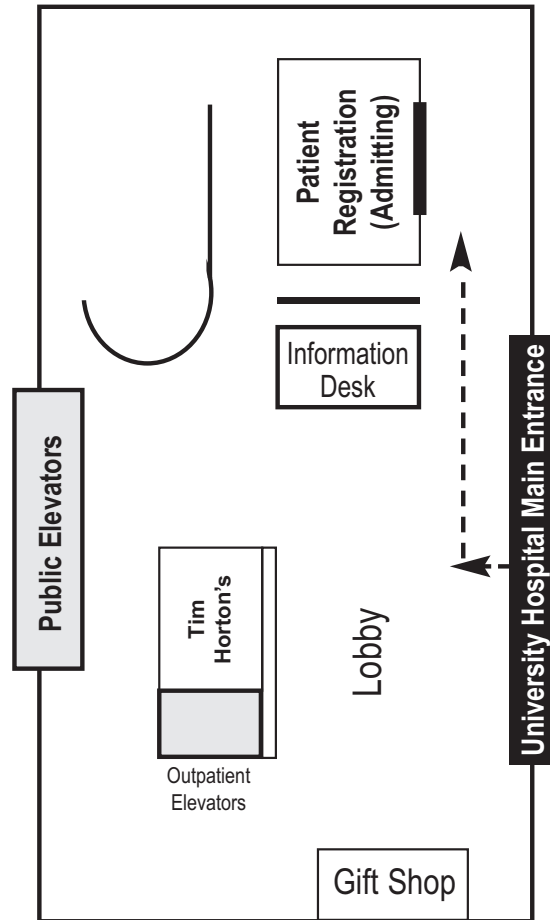 Patient
Registration
(Admitting)
Information
Desk
Public Elevators
University Hospital Main Entrance
Tim
Horton's
Lobby
Outpatient
Elevators
Gift Shop